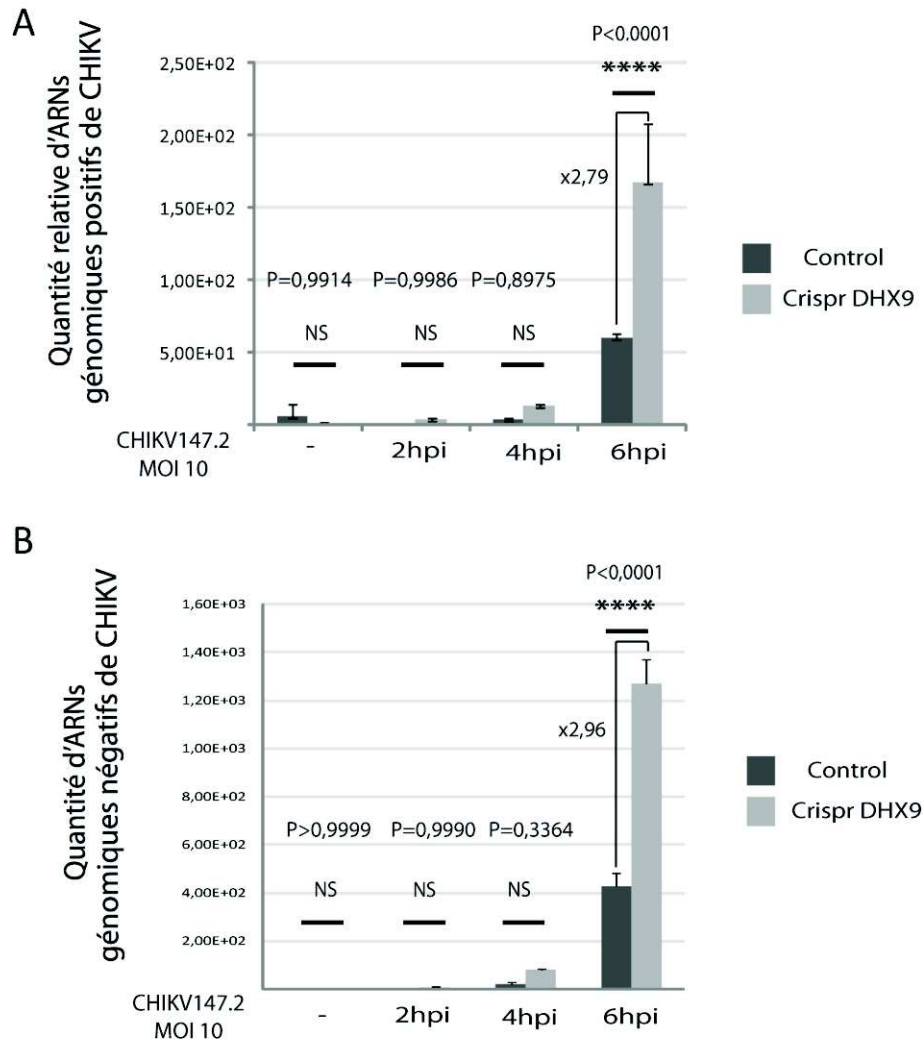 A
Quantité relative d'ARNs
génomiques positifs de CHIKV
P<0.0001
****
2,50E+02
2,00E+02
1,50E+02
1,00E+02
5,00E+01
x2,79
P=0,9914 P=0,9986 P=0,8975
NS NS NS
Control
Crispr DHX9
CHIKV147.2
MOI 10
- 2hpi 4hpi 6hpi
B
Quantité d'ARNs
génomiques négatifs de CHIKV
P<0,0001
****
1,60E+03
1,40E+03
1,20E+03
1,00E+03
8,00E+02
6,00E+02
4,00E+02
2,00E+02
x2,96
P>0,9999 P=0,9990 P=0,3364
NS NS NS
Control
Crispr DHX9
CHIKV147.2
MOI 10
- 2hpi 4hpi 6hpi